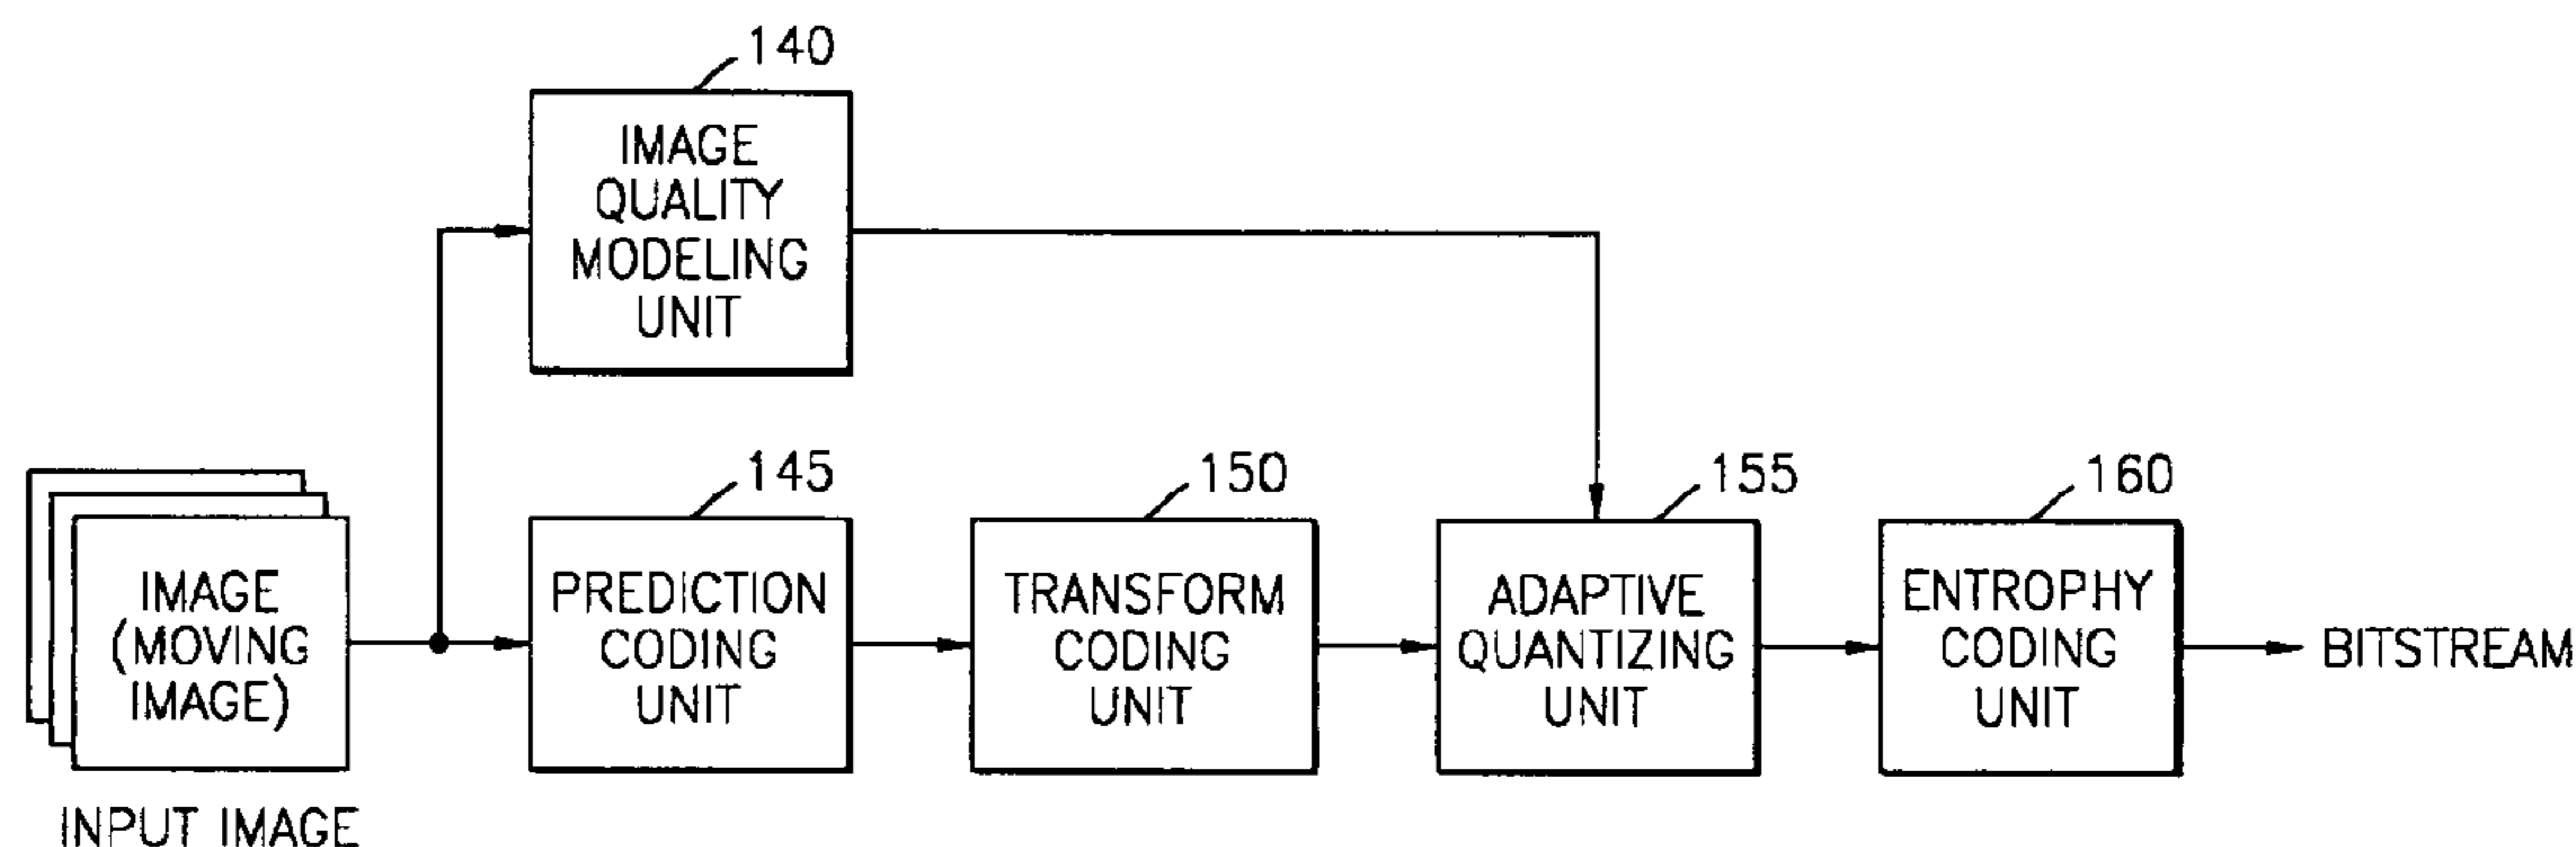 140
IMAGE
QUALITY
MODELING
UNIT
145
150
155
160
IMAGE
(MOVING
IMAGE)
PREDICTION
CODING
UNIT
TRANSFORM
CODING
UNIT
ADAPTIVE
QUANTIZING
UNIT
ENTROPHY
CODING
UNIT
BITSTREAM
INPUT IMAGE